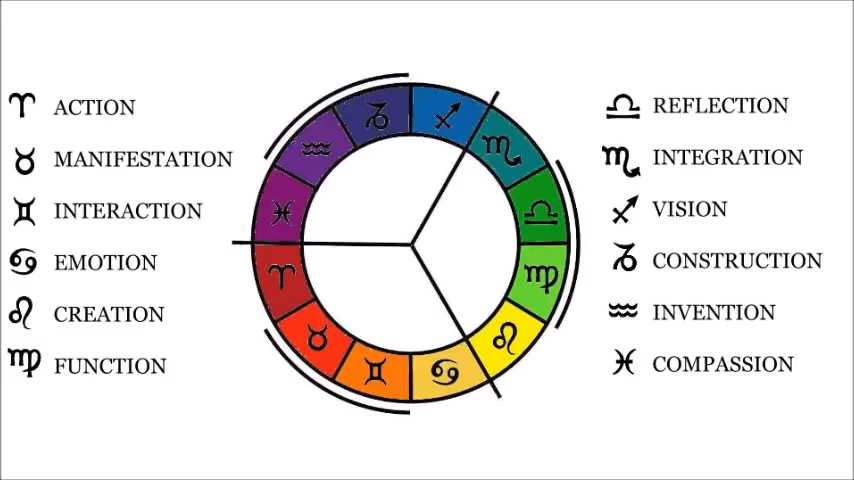 ♈ ACTION
♉ MANIFESTATION
♊ INTERACTION
♋ EMOTION
♌ CREATION
♍ FUNCTION
♑ ♐
♒ ♏
♓ ♎
♈ ♍
♉ ♌
♊ ♋
♎ REFLECTION
♏ INTEGRATION
♐ VISION
♑ CONSTRUCTION
♒ INVENTION
♓ COMPASSION